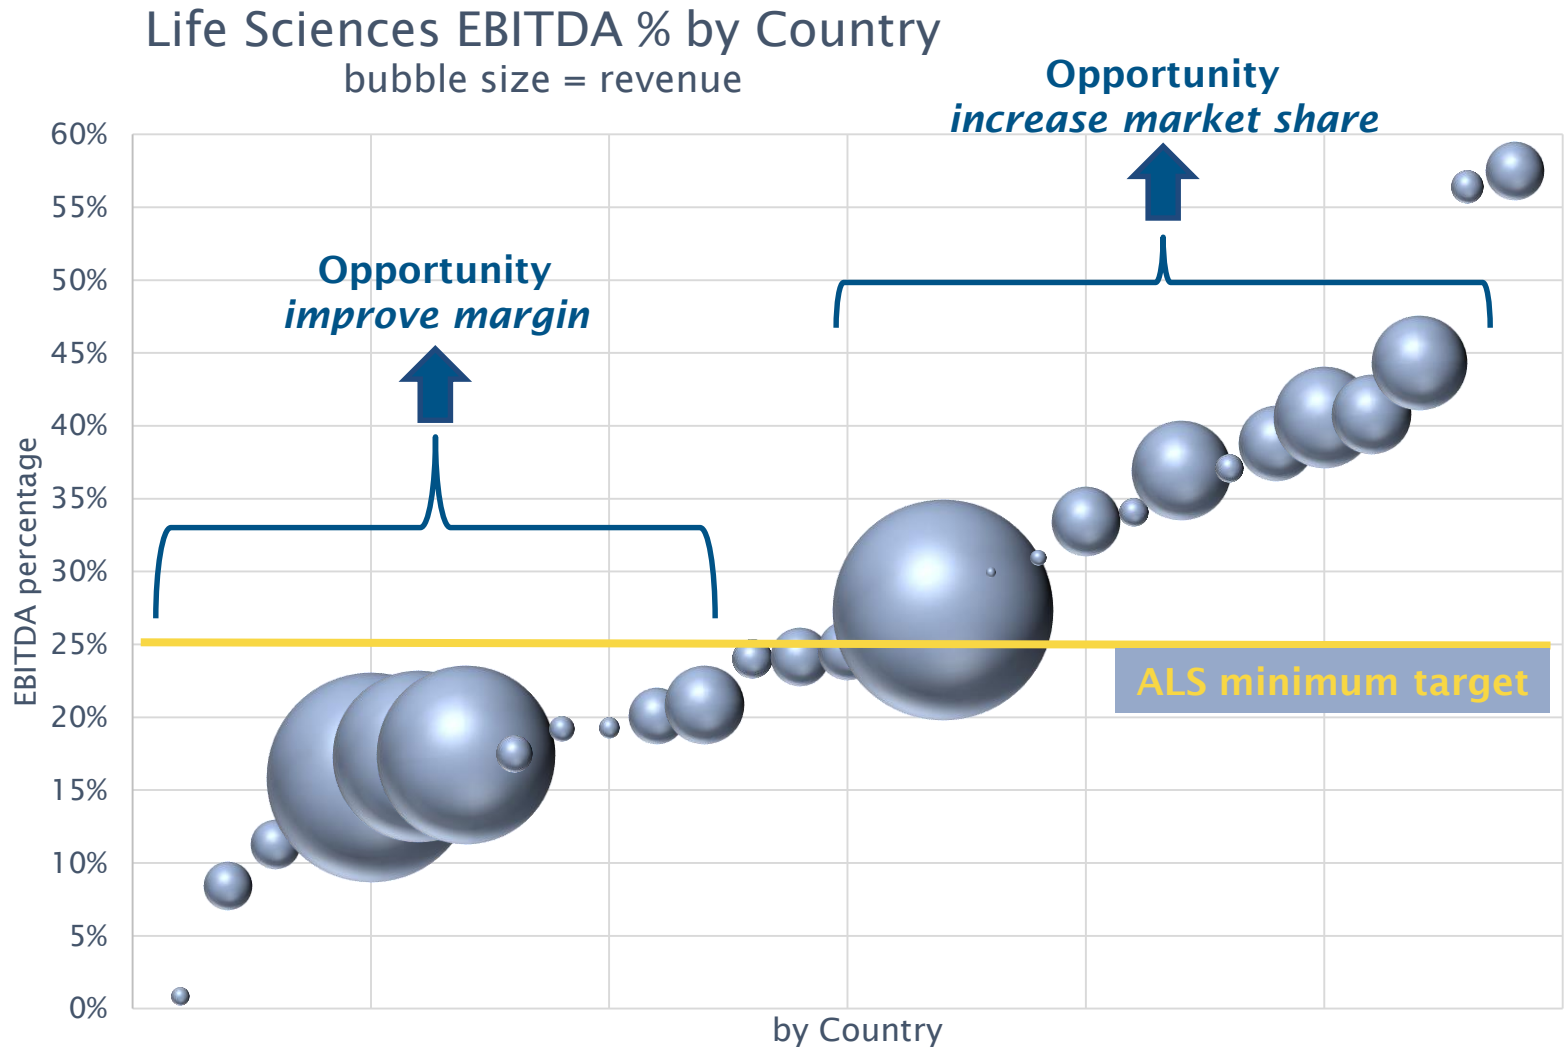 Life Sciences EBITDA % by Country
bubble size = revenue
Opportunity
increase market share
Opportunity
improve margin
60%
55%
50%
45%
40%
35%
30%
25%
20%
15%
10%
5%
0%
EBITDA percentage
ALS minimum target
by Country